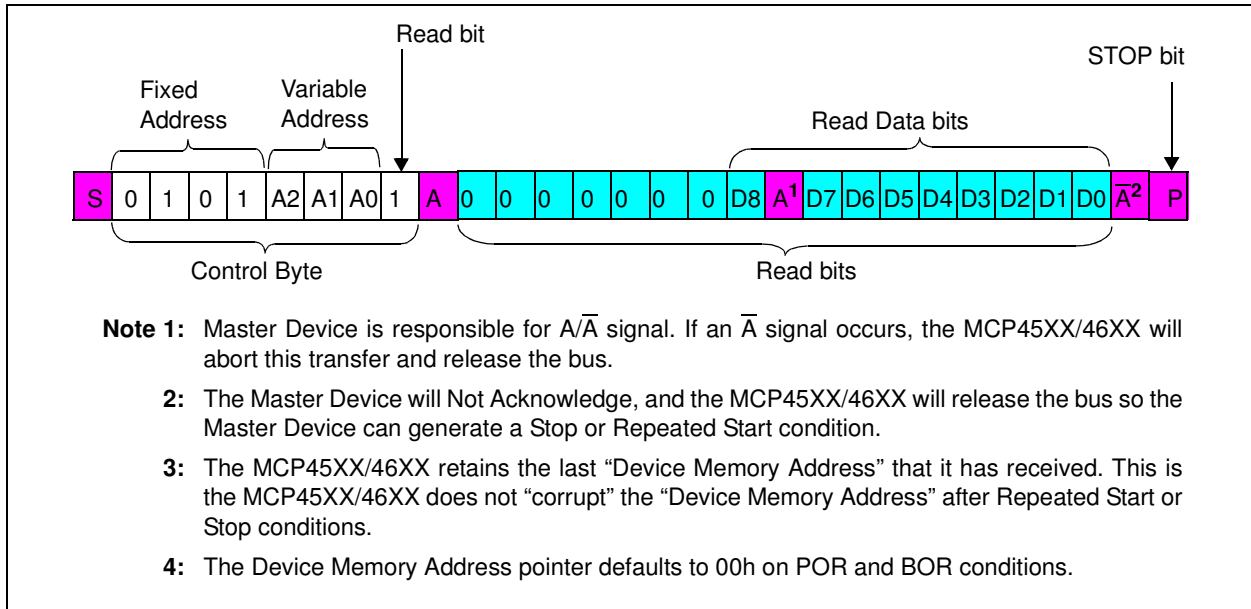 Read bit
STOP bit
Fixed Address
Variable Address
Read Data bits
S 0 1 0 1 A2 A1 A0 1 A 0 0 0 0 0 0 0 D8 A¹ D7 D6 D5 D4 D3 D2 D1 D0 A̅² P
Control Byte
Read bits
Note 1: Master Device is responsible for A/A̅ signal. If an A̅ signal occurs, the MCP45XX/46XX will
abort this transfer and release the bus.
2: The Master Device will Not Acknowledge, and the MCP45XX/46XX will release the bus so the
Master Device can generate a Stop or Repeated Start condition.
3: The MCP45XX/46XX retains the last “Device Memory Address” that it has received. This is
the MCP45XX/46XX does not “corrupt” the “Device Memory Address” after Repeated Start or
Stop conditions.
4: The Device Memory Address pointer defaults to 00h on POR and BOR conditions.